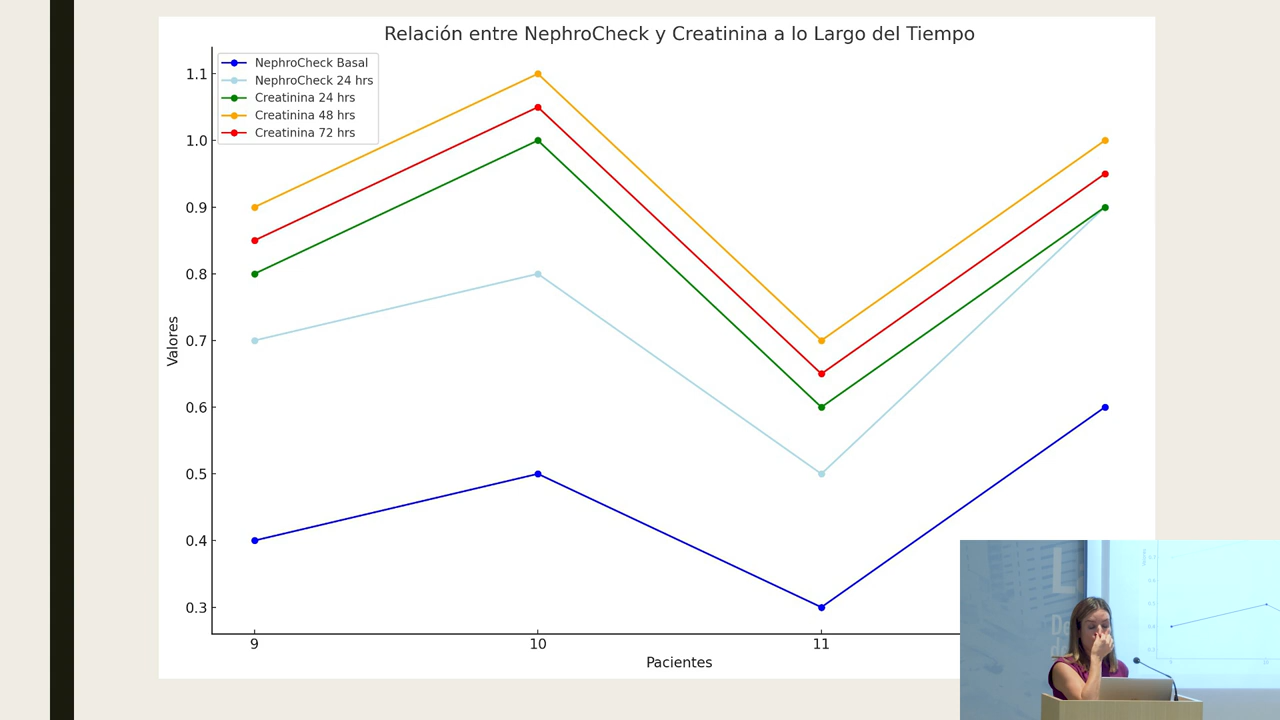 Relación entre NephroCheck y Creatinina a lo Largo del Tiempo
NephroCheck Basal
NephroCheck 24 hrs
Creatinina 24 hrs
Creatinina 48 hrs
Creatinina 72 hrs
1.1
1.0
0.9
0.8
0.7
0.6
0.5
0.4
0.3
Valores
9
10
11
Pacientes